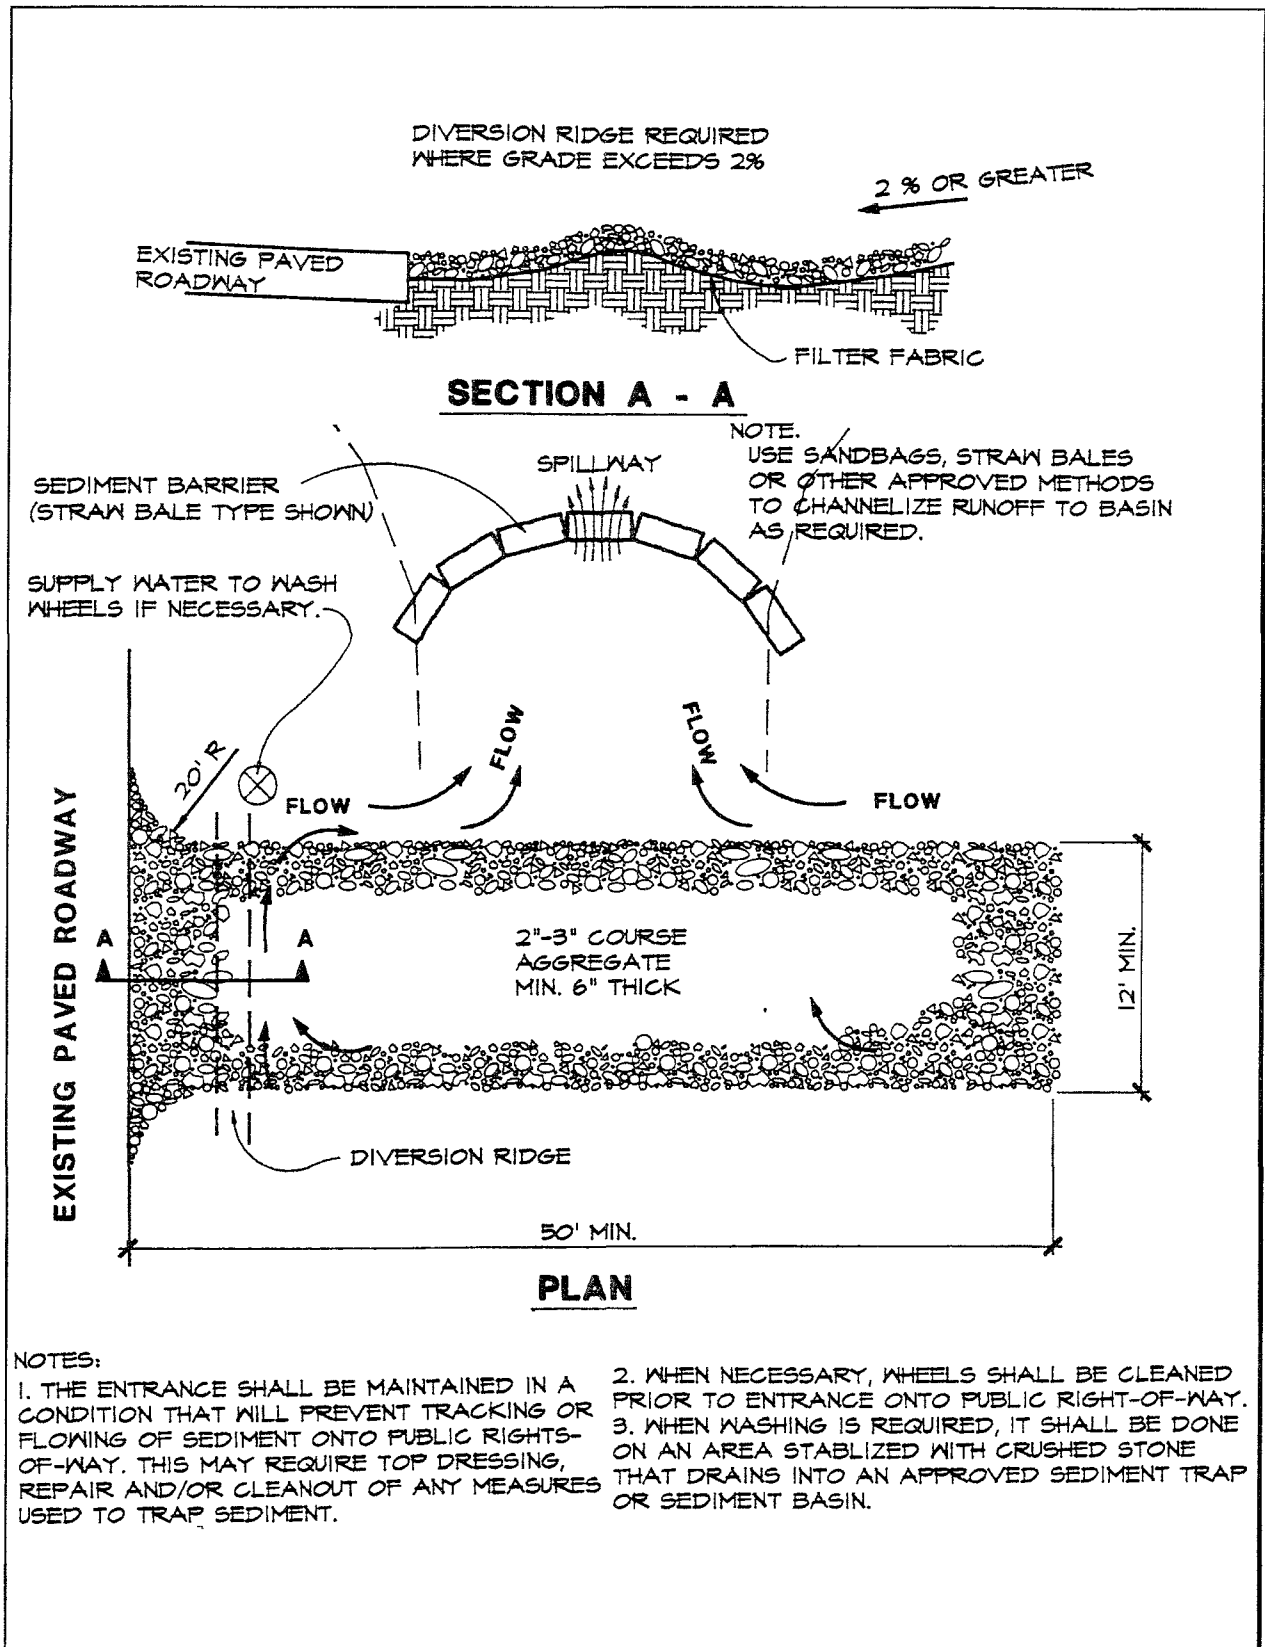 DIVERSION RIDGE REQUIRED
WHERE GRADE EXCEEDS 2%
2 % OR GREATER
EXISTING PAVED
ROADWAY
FILTER FABRIC
SECTION A - A
NOTE.
USE SANDBAGS, STRAW BALES
OR OTHER APPROVED METHODS
TO CHANNELIZE RUNOFF TO BASIN
AS REQUIRED.
SPILLWAY
SEDIMENT BARRIER
(STRAW BALE TYPE SHOWN)
SUPPLY WATER TO WASH
WHEELS IF NECESSARY.
FLOW
FLOW
20' R
FLOW
FLOW
EXISTING PAVED ROADWAY
A
A
2"-3" COURSE
AGGREGATE
MIN. 6" THICK
12' MIN.
DIVERSION RIDGE
50' MIN.
PLAN
NOTES:
1. THE ENTRANCE SHALL BE MAINTAINED IN A
CONDITION THAT WILL PREVENT TRACKING OR
FLOWING OF SEDIMENT ONTO PUBLIC RIGHTS-
OF-WAY. THIS MAY REQUIRE TOP DRESSING,
REPAIR AND/OR CLEANOUT OF ANY MEASURES
USED TO TRAP SEDIMENT.
2. WHEN NECESSARY, WHEELS SHALL BE CLEANED
PRIOR TO ENTRANCE ONTO PUBLIC RIGHT-OF-WAY.
3. WHEN WASHING IS REQUIRED, IT SHALL BE DONE
ON AN AREA STABLIZED WITH CRUSHED STONE
THAT DRAINS INTO AN APPROVED SEDIMENT TRAP
OR SEDIMENT BASIN.